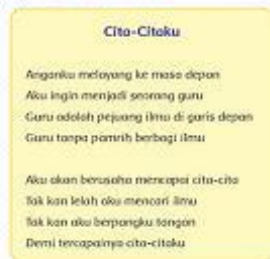 Cita-Citaku
Anganku melayang ke masa depan
Aku ingin menjadi seorang guru
Guru adalah pejuang ilmu di garis depan
Guru tanpa pamrih berbagi ilmu
Aku akan berusaha mencapai cita-cita
Tak kan lelah aku mencari ilmu
Tak kan aku berpangku tangan
Demi tercapainya cita-citaku